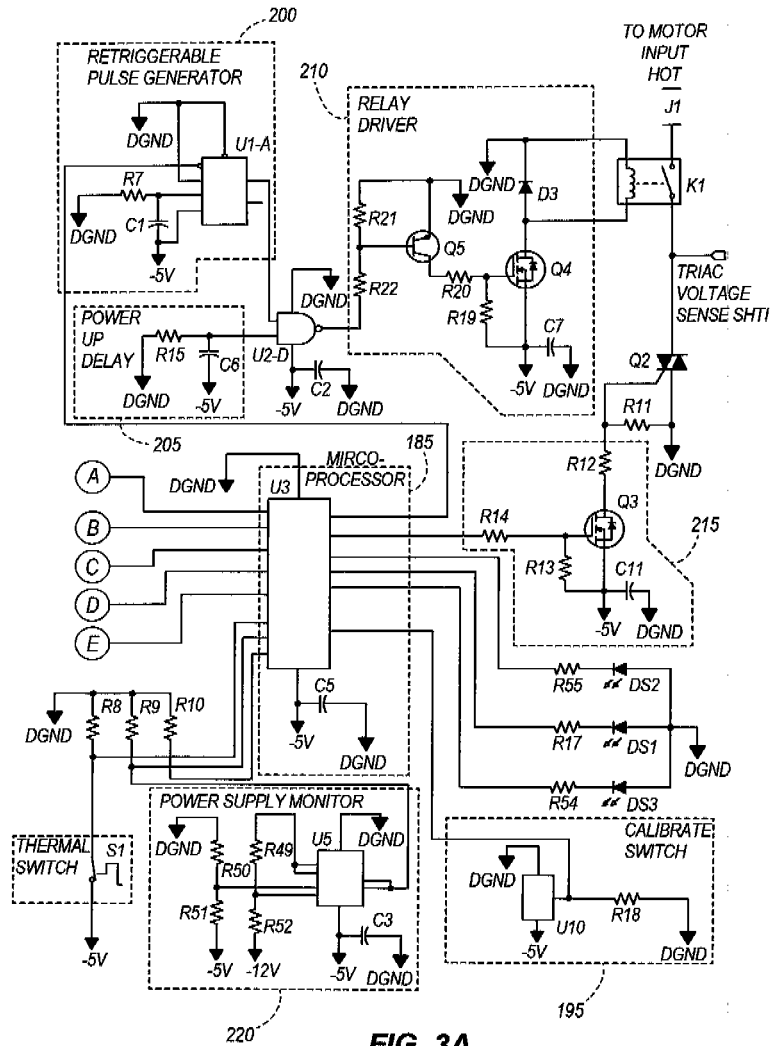 200
RETRIGGERABLE
PULSE GENERATOR
DGND
U1-A
R7
C1
DGND
-5V
POWER
UP
DELAY
R15
C6
DGND
-5V
205
210
RELAY
DRIVER
R21
R22
Q5
DGND
DGND
D3
R20
Q4
R19
C7
-5V
DGND
DGND
U2-D
C2
-5V
DGND
TO MOTOR
INPUT
HOT
J1
K1
TRIAC
VOLTAGE
SENSE SHTI
Q2
R11
DGND
R12
Q3
R14
R13
C11
-5V
DGND
215
185
MIRCO-
PROCESSOR
DGND
U3
C5
-5V
DGND
A
B
C
D
E
R55
DS2
R17
DS1
DGND
R54
DS3
DGND
R8
R9
R10
THERMAL
SWITCH
S1
-5V
POWER SUPPLY MONITOR
DGND
R50
R49
U5
DGND
R51
R52
C3
-5V
-12V
-5V
DGND
220
CALIBRATE
SWITCH
DGND
U10
R18
-5V
DGND
195
FIG. 3A